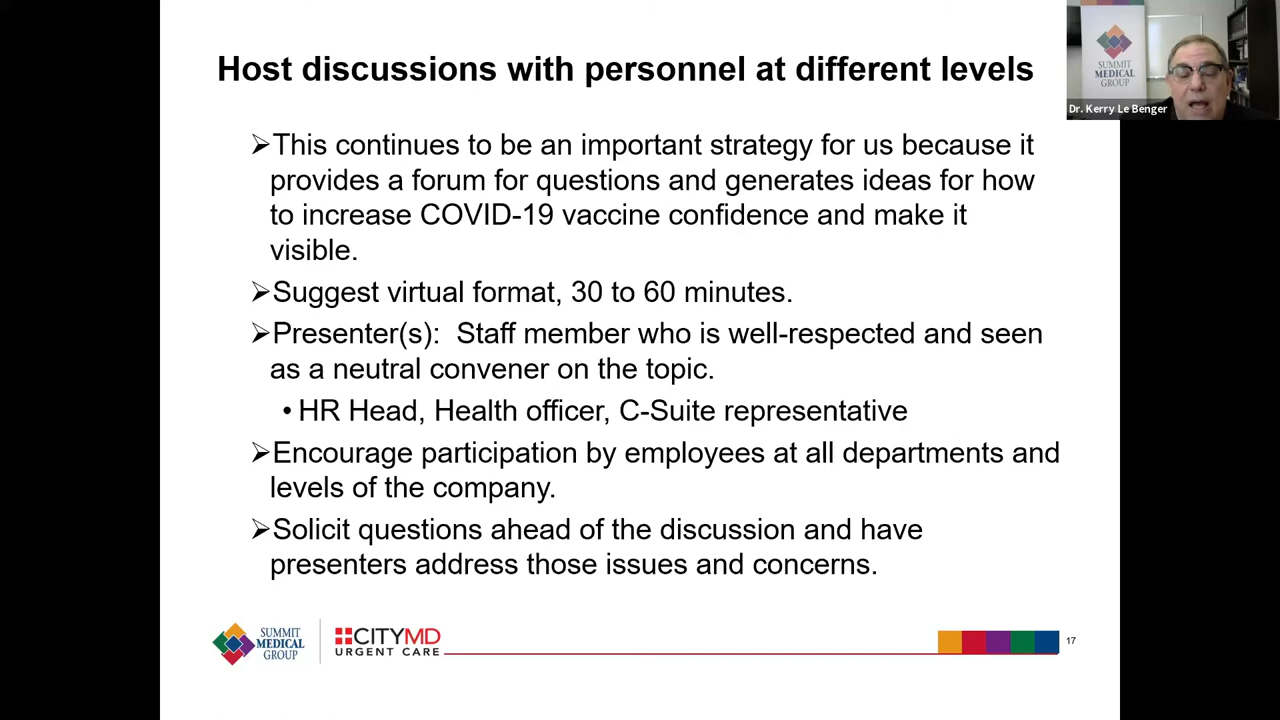 Host discussions with personnel at different levels
SUMMIT
MEDICAL
GROUP
Dr. Kerry Le Benger
➢This continues to be an important strategy for us because it
provides a forum for questions and generates ideas for how
to increase COVID-19 vaccine confidence and make it
visible.
➢Suggest virtual format, 30 to 60 minutes.
➢Presenter(s):  Staff member who is well-respected and seen
as a neutral convener on the topic.
• HR Head, Health officer, C-Suite representative
➢Encourage participation by employees at all departments and
levels of the company.
➢Solicit questions ahead of the discussion and have
presenters address those issues and concerns.
SUMMIT
MEDICAL
GROUP
CITYMD
URGENT CARE
17